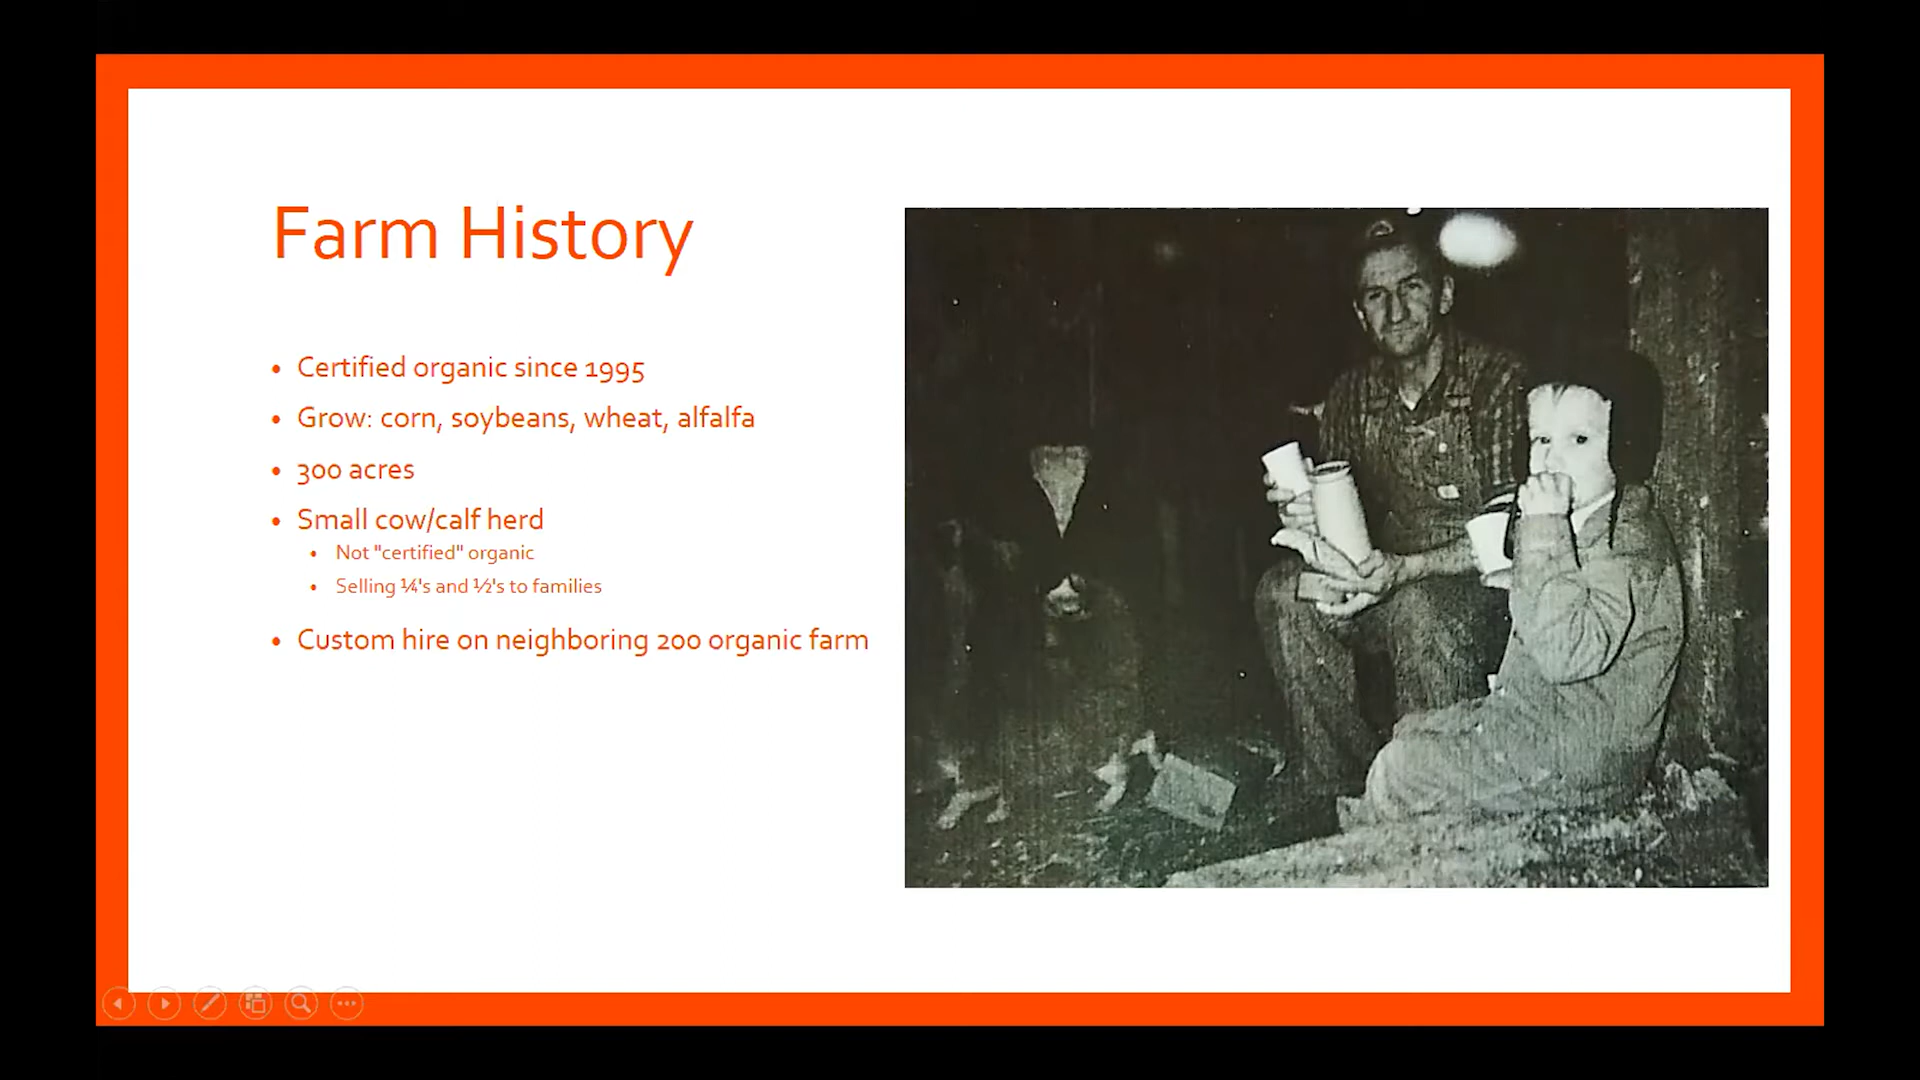 Farm History
• Certified organic since 1995
• Grow: corn, soybeans, wheat, alfalfa
• 300 acres
• Small cow/calf herd
• Not "certified" organic
• Selling ¼'s and ½'s to families
• Custom hire on neighboring 200 organic farm